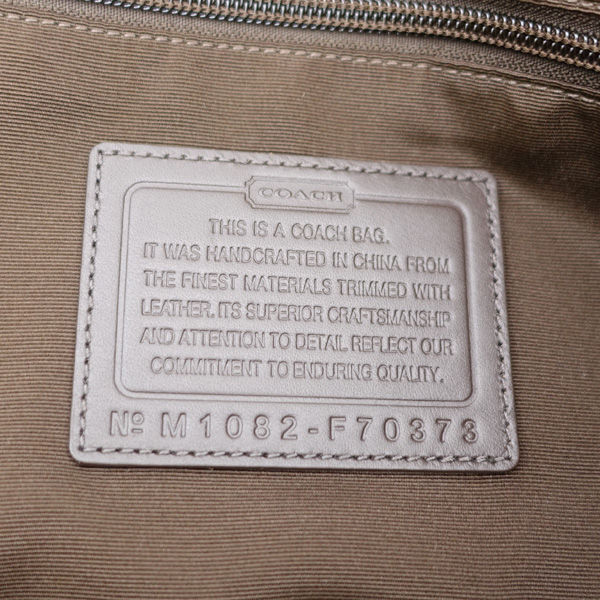 COACH
THIS IS A COACH BAG.
IT WAS HANDCRAFTED IN CHINA FROM
THE FINEST MATERIALS TRIMMED WITH
LEATHER. ITS SUPERIOR CRAFTSMANSHIP
AND ATTENTION TO DETAIL REFLECT OUR
COMMITMENT TO ENDURING QUALITY.
Nº M1082-F70373